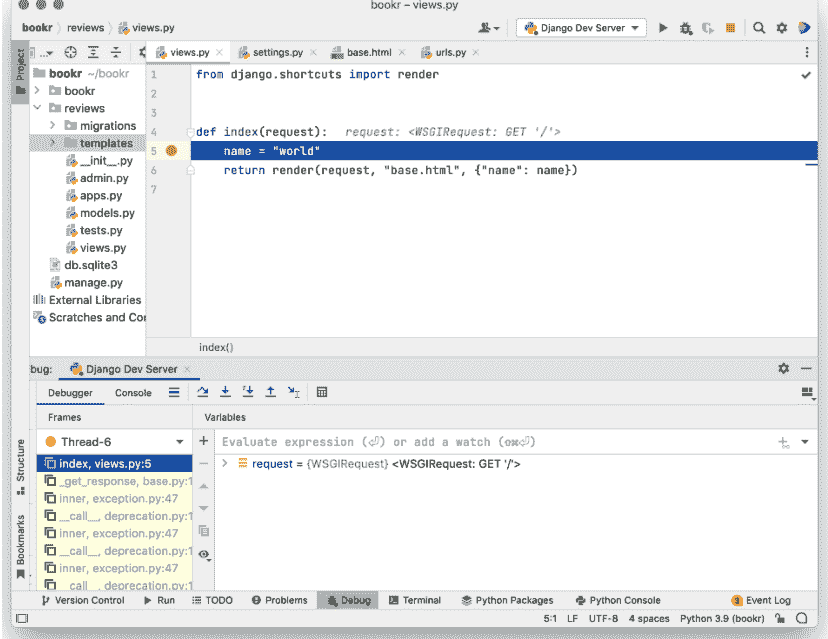 bookr – views.py
bookr reviews views.py Django Dev Server
Project ... views.py settings.py base.html urls.py
bookr ~/bookr
bookr
reviews
migrations
templates
__init__.py
admin.py
apps.py
models.py
tests.py
views.py
db.sqlite3
manage.py
External Libraries
Scratches and Co
1 from django.shortcuts import render
2
3
4 def index(request): request: <WSGIRequest: GET '/'>
5 name = "world"
6 return render(request, "base.html", {"name": name})
7
index()
bug: Django Dev Server
Debugger Console
Frames Variables
Thread-6 Evaluate expression (⏎) or add a watch (⇧⌘⏎)
index, views.py:5 request = {WSGIRequest} <WSGIRequest: GET '/'>
_get_response, base.py:1
inner, exception.py:47
__call__, deprecation.py:1
inner, exception.py:47
__call__, deprecation.py:1
inner, exception.py:47
__call__, deprecation.py:1
Structure
Bookmarks
Version Control Run TODO Problems Debug Terminal Python Packages Python Console 3 Event Log
5:1 LF UTF-8 4 spaces Python 3.9 (bookr)